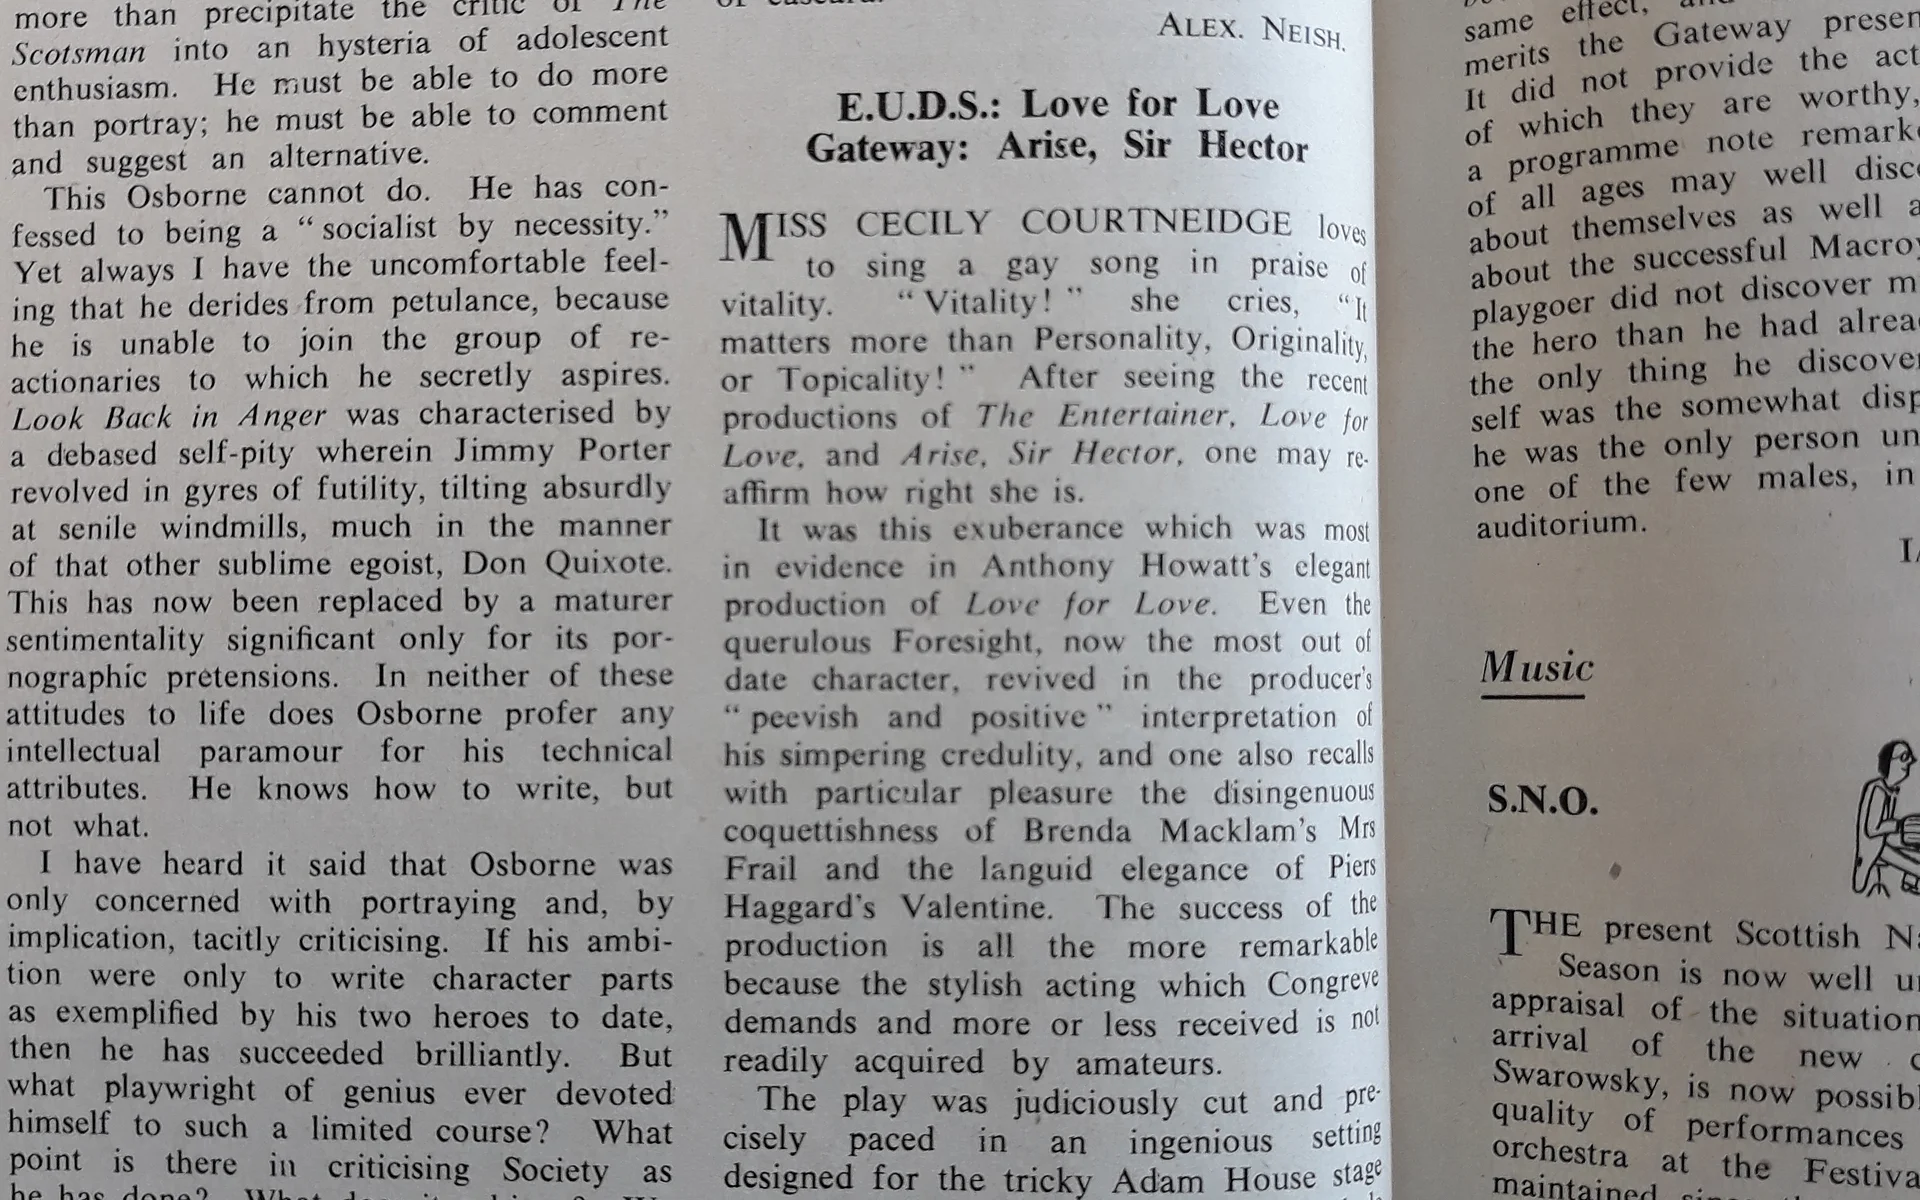 more than precipitate the critic of The
Scotsman into an hysteria of adolescent
enthusiasm. He must be able to do more
than portray; he must be able to comment
and suggest an alternative.
This Osborne cannot do. He has con-
fessed to being a “ socialist by necessity.”
Yet always I have the uncomfortable feel-
ing that he derides from petulance, because
he is unable to join the group of re-
actionaries to which he secretly aspires.
Look Back in Anger was characterised by
a debased self-pity wherein Jimmy Porter
revolved in gyres of futility, tilting absurdly
at senile windmills, much in the manner
of that other sublime egoist, Don Quixote.
This has now been replaced by a maturer
sentimentality significant only for its por-
nographic pretensions. In neither of these
attitudes to life does Osborne profer any
intellectual paramour for his technical
attributes. He knows how to write, but
not what.
I have heard it said that Osborne was
only concerned with portraying and, by
implication, tacitly criticising. If his ambi-
tion were only to write character parts
as exemplified by his two heroes to date,
then he has succeeded brilliantly. But
what playwright of genius ever devoted
himself to such a limited course? What
point is there in criticising Society as
he has done? What
ALEX. NEISH.
E.U.D.S.: Love for Love
Gateway: Arise, Sir Hector
MISS CECILY COURTNEIDGE loves
to sing a gay song in praise of
vitality. “ Vitality! ” she cries, “It
matters more than Personality, Originality,
or Topicality! ” After seeing the recent
productions of The Entertainer, Love for
Love, and Arise, Sir Hector, one may re-
affirm how right she is.
It was this exuberance which was most
in evidence in Anthony Howatt’s elegant
production of Love for Love. Even the
querulous Foresight, now the most out of
date character, revived in the producer’s
“ peevish and positive ” interpretation of
his simpering credulity, and one also recalls
with particular pleasure the disingenuous
coquettishness of Brenda Macklam’s Mrs
Frail and the languid elegance of Piers
Haggard’s Valentine. The success of the
production is all the more remarkable
because the stylish acting which Congreve
demands and more or less received is not
readily acquired by amateurs.
The play was judiciously cut and pre-
cisely paced in an ingenious setting
designed for the tricky Adam House stage
same effect,
merits the Gateway presen
It did not provide the act
of which they are worthy,
a programme note remark
of all ages may well disc
about themselves as well a
about the successful Macro
playgoer did not discover m
the hero than he had alrea
the only thing he discover
self was the somewhat disp
he was the only person un
one of the few males, in
auditorium.
Music
S.N.O.
THE present Scottish Na
Season is now well un
appraisal of the situation
arrival of the new c
Swarowsky, is now possibl
quality of performances
orchestra at the Festiva
maintained